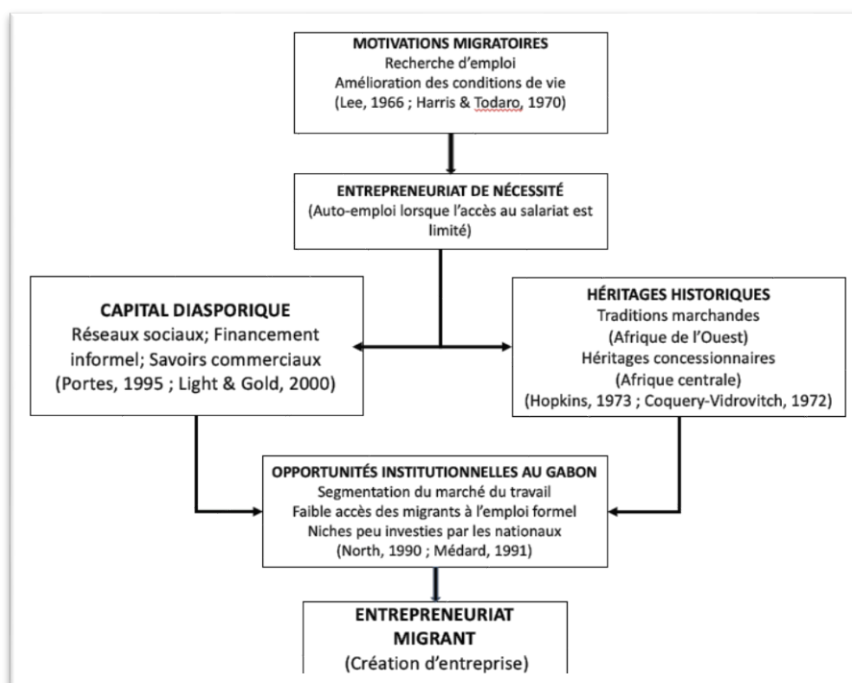 MOTIVATIONS MIGRATOIRES
Recherche d'emploi
Amélioration des conditions de vie
(Lee, 1966 ; Harris & Todaro, 1970)
ENTREPRENEURIAT DE NÉCESSITÉ
(Auto-emploi lorsque l'accès au salariat est
limité)
CAPITAL DIASPORIQUE
Réseaux sociaux; Financement
informel; Savoirs commerciaux
(Portes, 1995 ; Light & Gold, 2000)
HÉRITAGES HISTORIQUES
Traditions marchandes
(Afrique de l'Ouest)
Héritages concessionnaires
(Afrique centrale)
(Hopkins, 1973 ; Coquery-Vidrovitch, 1972)
OPPORTUNITÉS INSTITUTIONNELLES AU GABON
Segmentation du marché du travail
Faible accès des migrants à l'emploi formel
Niches peu investies par les nationaux
(North, 1990 ; Médard, 1991)
ENTREPRENEURIAT
MIGRANT
(Création d'entreprise)